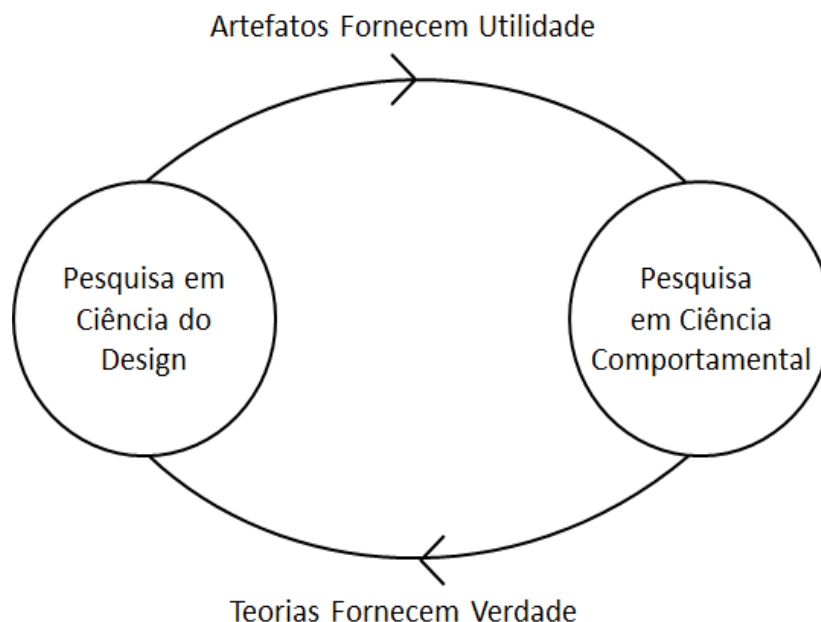 Artefatos Fornecem Utilidade
Pesquisa em
Ciência do
Design
Pesquisa
em Ciência
Comportamental
Teorias Fornecem Verdade